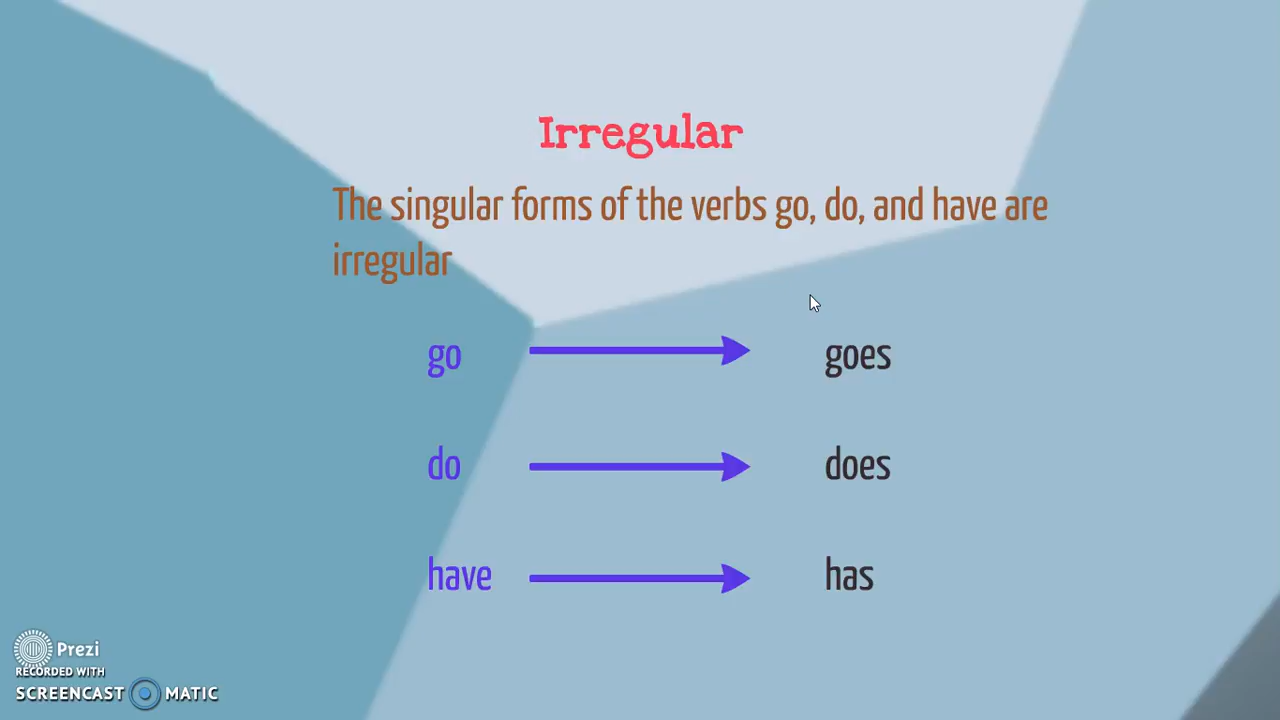 Irregular
The singular forms of the verbs go, do, and have are
irregular
go goes
do does
have has
Prezi
RECORDED WITH
SCREENCAST MATIC